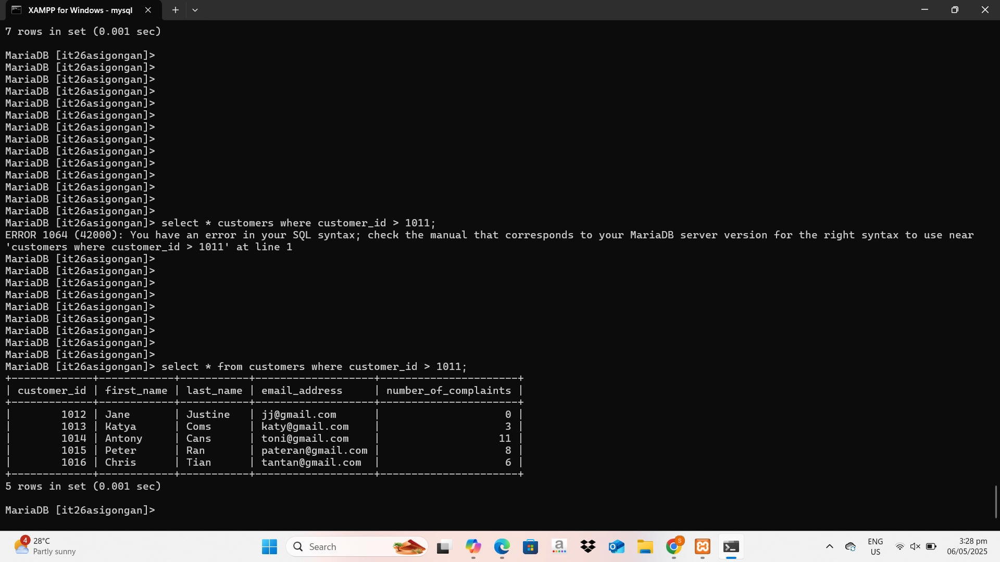 XAMPP for Windows - mysql
7 rows in set (0.001 sec)
MariaDB [it26asigongan]>
MariaDB [it26asigongan]>
MariaDB [it26asigongan]>
MariaDB [it26asigongan]>
MariaDB [it26asigongan]>
MariaDB [it26asigongan]>
MariaDB [it26asigongan]>
MariaDB [it26asigongan]>
MariaDB [it26asigongan]>
MariaDB [it26asigongan]>
MariaDB [it26asigongan]>
MariaDB [it26asigongan]>
MariaDB [it26asigongan]>
MariaDB [it26asigongan]>
MariaDB [it26asigongan]> select * customers where customer_id > 1011;
ERROR 1064 (42000): You have an error in your SQL syntax; check the manual that corresponds to your MariaDB server version for the right syntax to use near
'customers where customer_id > 1011' at line 1
MariaDB [it26asigongan]>
MariaDB [it26asigongan]>
MariaDB [it26asigongan]>
MariaDB [it26asigongan]>
MariaDB [it26asigongan]>
MariaDB [it26asigongan]>
MariaDB [it26asigongan]>
MariaDB [it26asigongan]>
MariaDB [it26asigongan]>
MariaDB [it26asigongan]> select * from customers where customer_id > 1011;
+-------------+------------+-----------+-------------------+----------------------+
| customer_id | first_name | last_name | email_address     | number_of_complaints |
+-------------+------------+-----------+-------------------+----------------------+
|        1012 | Jane       | Justine   | jj@gmail.com      |                    0 |
|        1013 | Katya      | Coms      | katy@gmail.com    |                    3 |
|        1014 | Antony     | Cans      | toni@gmail.com    |                   11 |
|        1015 | Peter      | Ran       | pateran@gmail.com |                    8 |
|        1016 | Chris      | Tian      | tantan@gmail.com  |                    6 |
+-------------+------------+-----------+-------------------+----------------------+
5 rows in set (0.001 sec)
MariaDB [it26asigongan]>
4
28°C
Partly sunny
Search
a
S
ENG
US
3:28 pm
06/05/2025